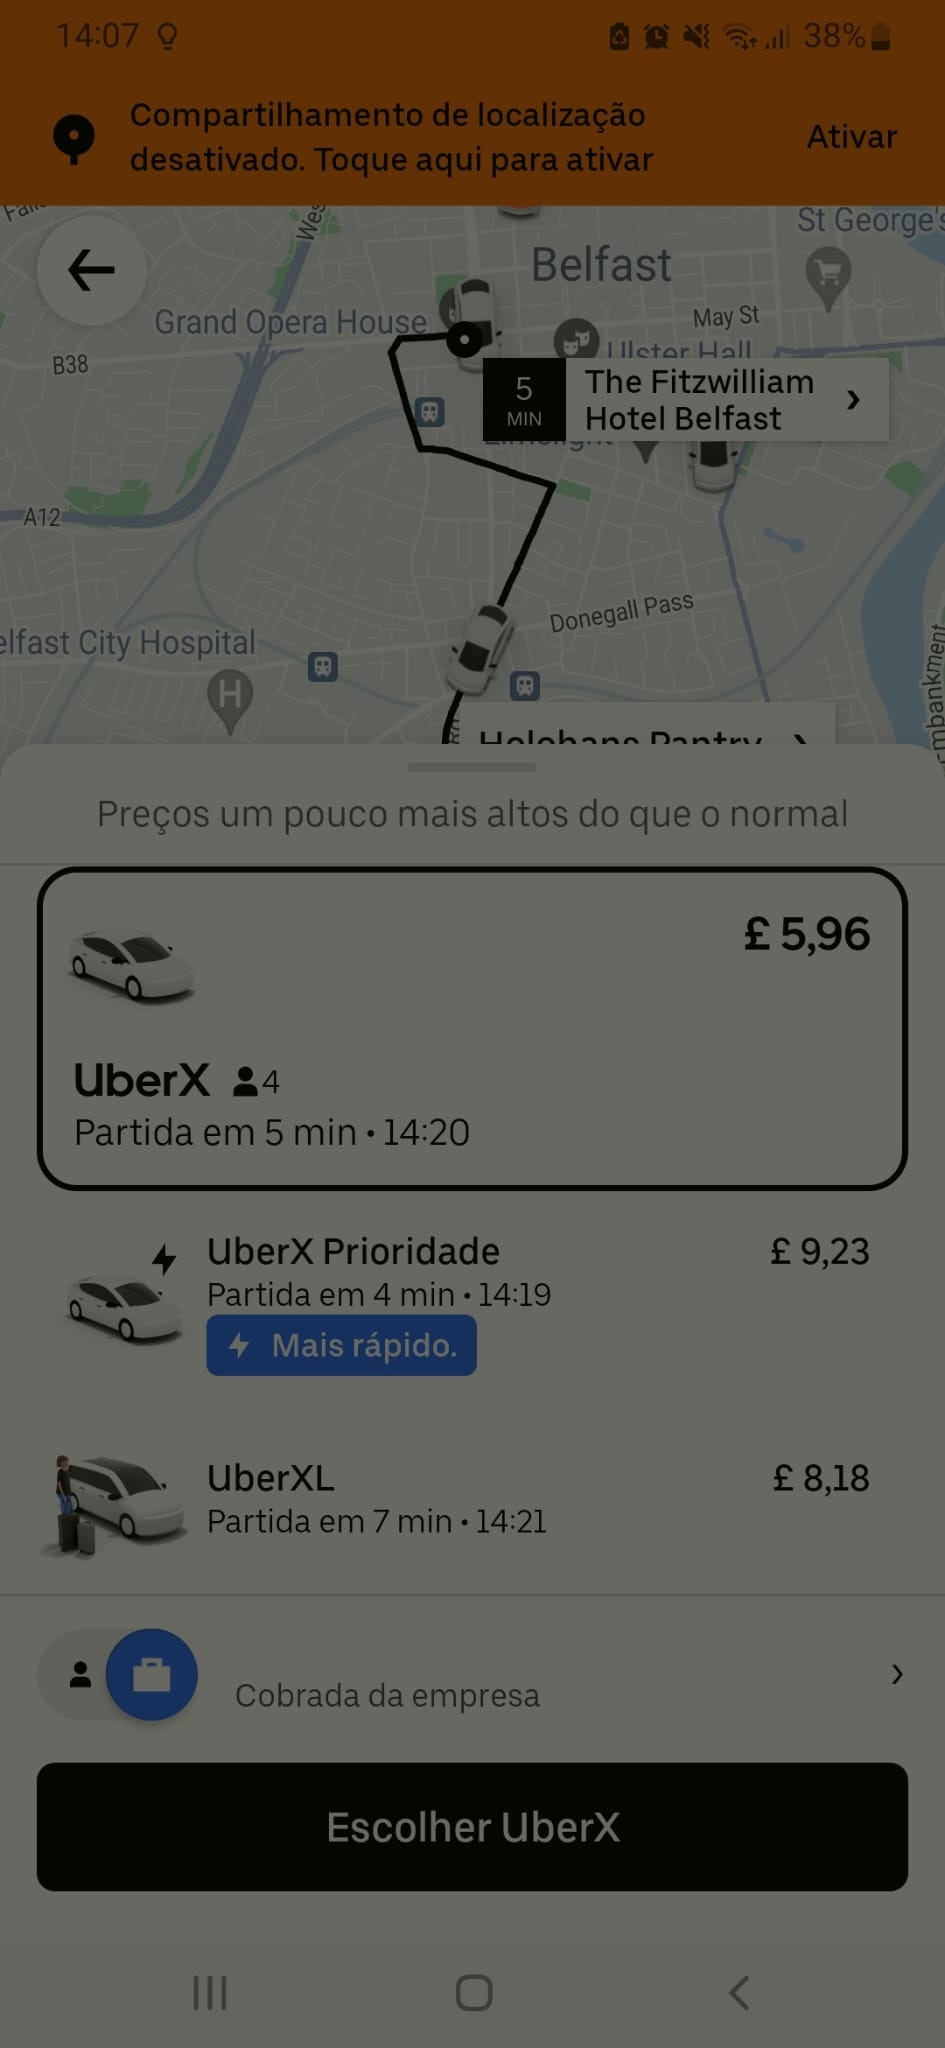 14:07
38%
Compartilhamento de localização
desativado. Toque aqui para ativar
Ativar
St George's
Belfast
Grand Opera House
May St
B38
Ulster Hall
5
MIN
The Fitzwilliam
Hotel Belfast
Limelight
A12
Donegall Pass
elfast City Hospital
H
Embankment
Holohans Pantry
Preços um pouco mais altos do que o normal
£ 5,96
UberX 4
Partida em 5 min • 14:20
UberX Prioridade
£ 9,23
Partida em 4 min • 14:19
Mais rápido.
UberXL
£ 8,18
Partida em 7 min • 14:21
Cobrada da empresa
Escolher UberX